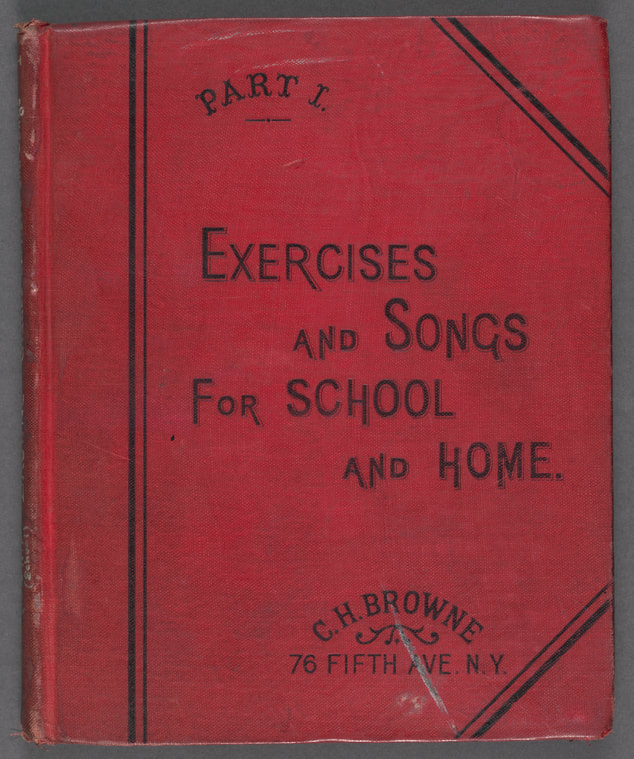 PART I.
EXERCISES
AND SONGS
FOR SCHOOL
AND HOME.
C. H. BROWNE
76 FIFTH AVE. N.Y.